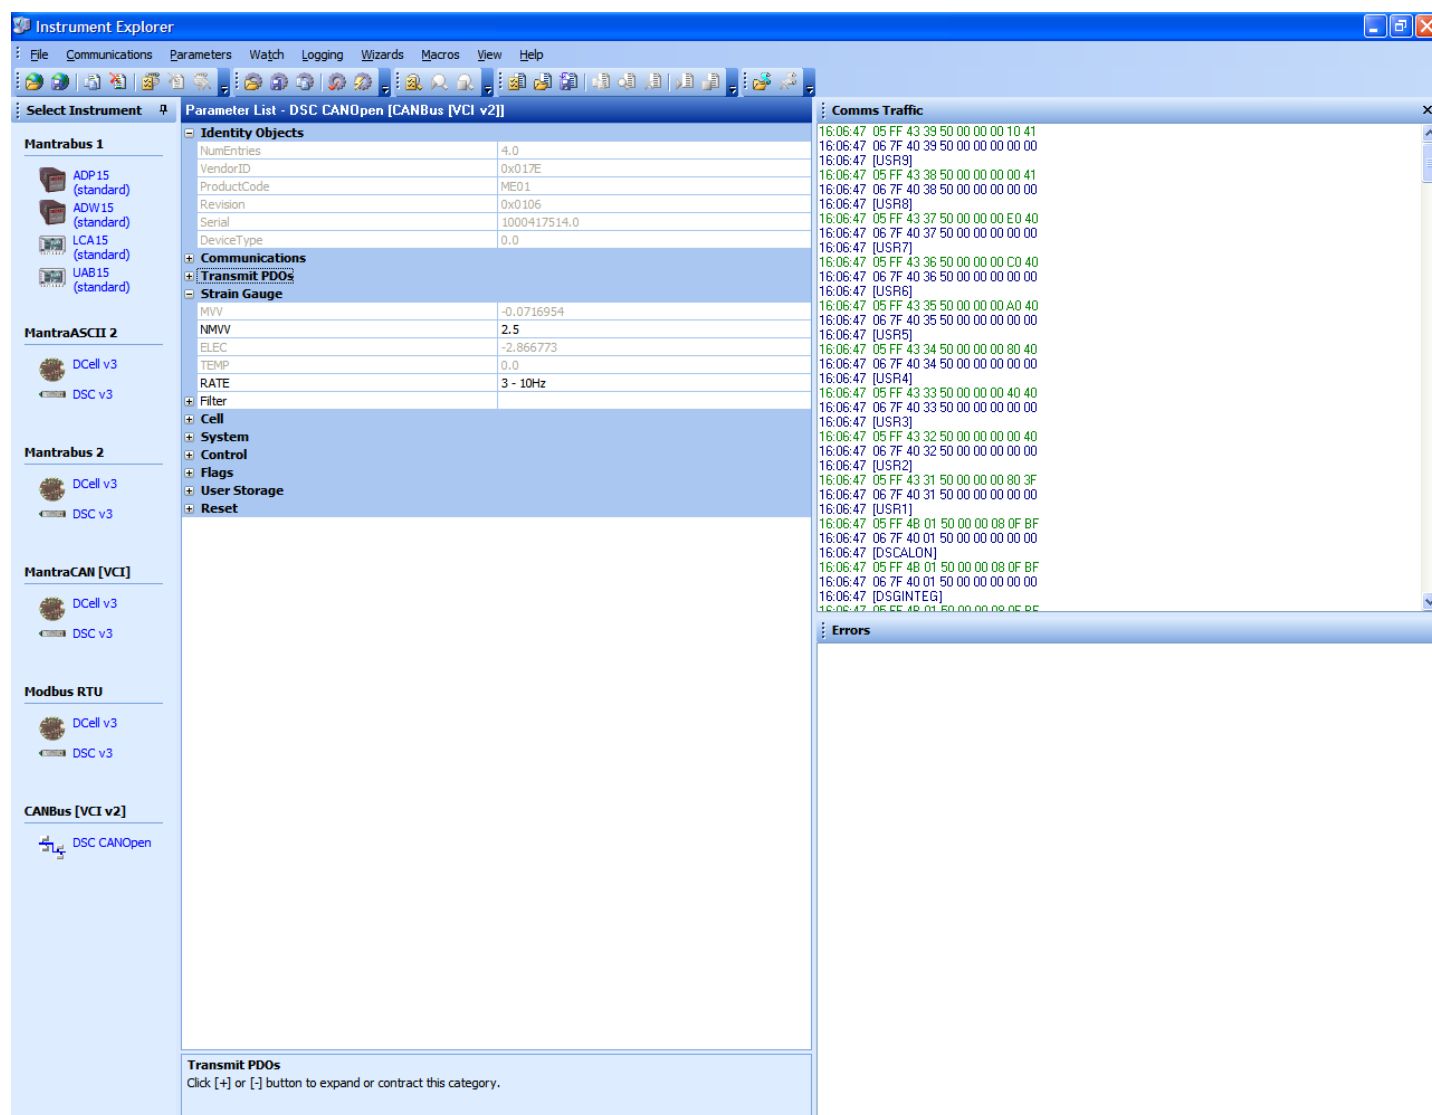 Instrument Explorer
File Communications Parameters Watch Logging Wizards Macros View Help
Select Instrument
Mantrabus 1
ADP15
(standard)
ADW15
(standard)
LCA15
(standard)
UAB15
(standard)
MantraASCII 2
DCell v3
DSC v3
Mantrabus 2
DCell v3
DSC v3
MantraCAN [VCI]
DCell v3
DSC v3
Modbus RTU
DCell v3
DSC v3
CANBus [VCI v2]
DSC CANOpen
Parameter List - DSC CANOpen [CANBus [VCI v2]]
Identity Objects
NumEntries 4.0
VendorID 0x017E
ProductCode ME01
Revision 0x0106
Serial 1000417514.0
DeviceType 0.0
Communications
Transmit PDOs
Strain Gauge
MVV -0.0716954
NMVV 2.5
ELEC -2.866773
TEMP 0.0
RATE 3 - 10Hz
Filter
Cell
System
Control
Flags
User Storage
Reset
Transmit PDOs
Click [+] or [-] button to expand or contract this category.
Comms Traffic
16:06:47 05 FF 43 39 50 00 00 00 10 41
16:06:47 06 7F 40 39 50 00 00 00 00 00
16:06:47 [USR9]
16:06:47 05 FF 43 38 50 00 00 00 00 41
16:06:47 06 7F 40 38 50 00 00 00 00 00
16:06:47 [USR8]
16:06:47 05 FF 43 37 50 00 00 00 E0 40
16:06:47 06 7F 40 37 50 00 00 00 00 00
16:06:47 [USR7]
16:06:47 05 FF 43 36 50 00 00 00 C0 40
16:06:47 06 7F 40 36 50 00 00 00 00 00
16:06:47 [USR6]
16:06:47 05 FF 43 35 50 00 00 00 A0 40
16:06:47 06 7F 40 35 50 00 00 00 00 00
16:06:47 [USR5]
16:06:47 05 FF 43 34 50 00 00 00 80 40
16:06:47 06 7F 40 34 50 00 00 00 00 00
16:06:47 [USR4]
16:06:47 05 FF 43 33 50 00 00 00 40 40
16:06:47 06 7F 40 33 50 00 00 00 00 00
16:06:47 [USR3]
16:06:47 05 FF 43 32 50 00 00 00 00 40
16:06:47 06 7F 40 32 50 00 00 00 00 00
16:06:47 [USR2]
16:06:47 05 FF 43 31 50 00 00 00 80 3F
16:06:47 06 7F 40 31 50 00 00 00 00 00
16:06:47 [USR1]
16:06:47 05 FF 4B 01 50 00 00 08 0F BF
16:06:47 06 7F 40 01 50 00 00 00 00 00
16:06:47 [DSCALON]
16:06:47 05 FF 4B 01 50 00 00 08 0F BF
16:06:47 06 7F 40 01 50 00 00 00 00 00
16:06:47 [DSGINTEG]
16:06:47 05 FF 4B 01 50 00 00 08 0F BF
Errors